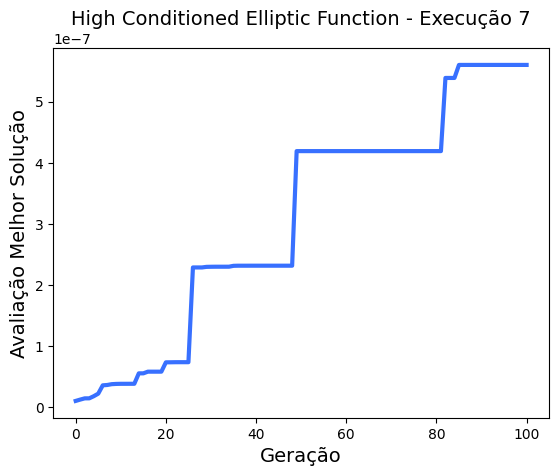 High Conditioned Elliptic Function - Execução 7
1e−7
Avaliação Melhor Solução
5
4
3
2
1
0
0 20 40 60 80 100
Geração